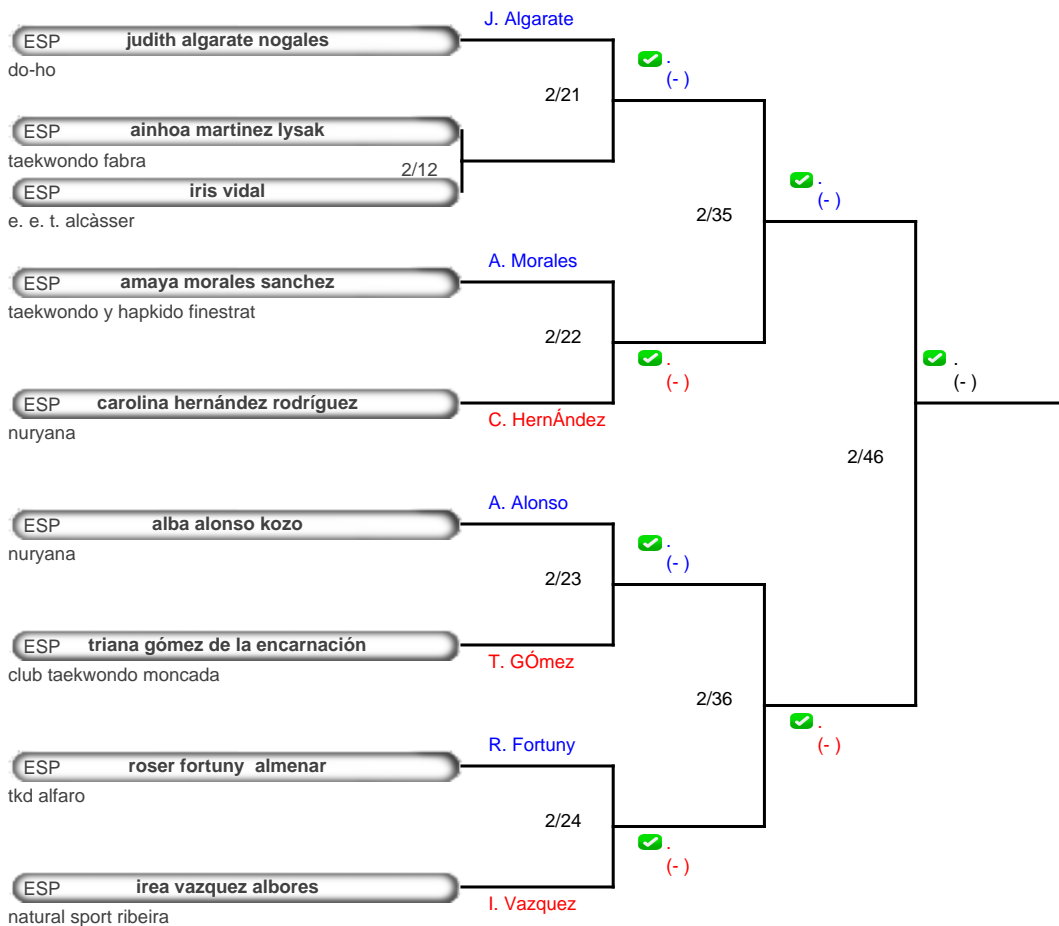 J. Algarate
ESP judith algarate nogales
do-ho
.
(- )
2/21
ESP ainhoa martinez lysak
taekwondo fabra
2/12
ESP iris vidal
e. e. t. alcàsser
.
(- )
2/35
A. Morales
ESP amaya morales sanchez
taekwondo y hapkido finestrat
2/22
.
(- )
.
(- )
ESP carolina hernández rodríguez
nuryana
C. HernÁndez
2/46
A. Alonso
ESP alba alonso kozo
nuryana
.
(- )
2/23
ESP triana gómez de la encarnación
club taekwondo moncada
T. GÓmez
2/36
.
(- )
R. Fortuny
ESP roser fortuny almenar
tkd alfaro
2/24
.
(- )
ESP irea vazquez albores
natural sport ribeira
I. Vazquez